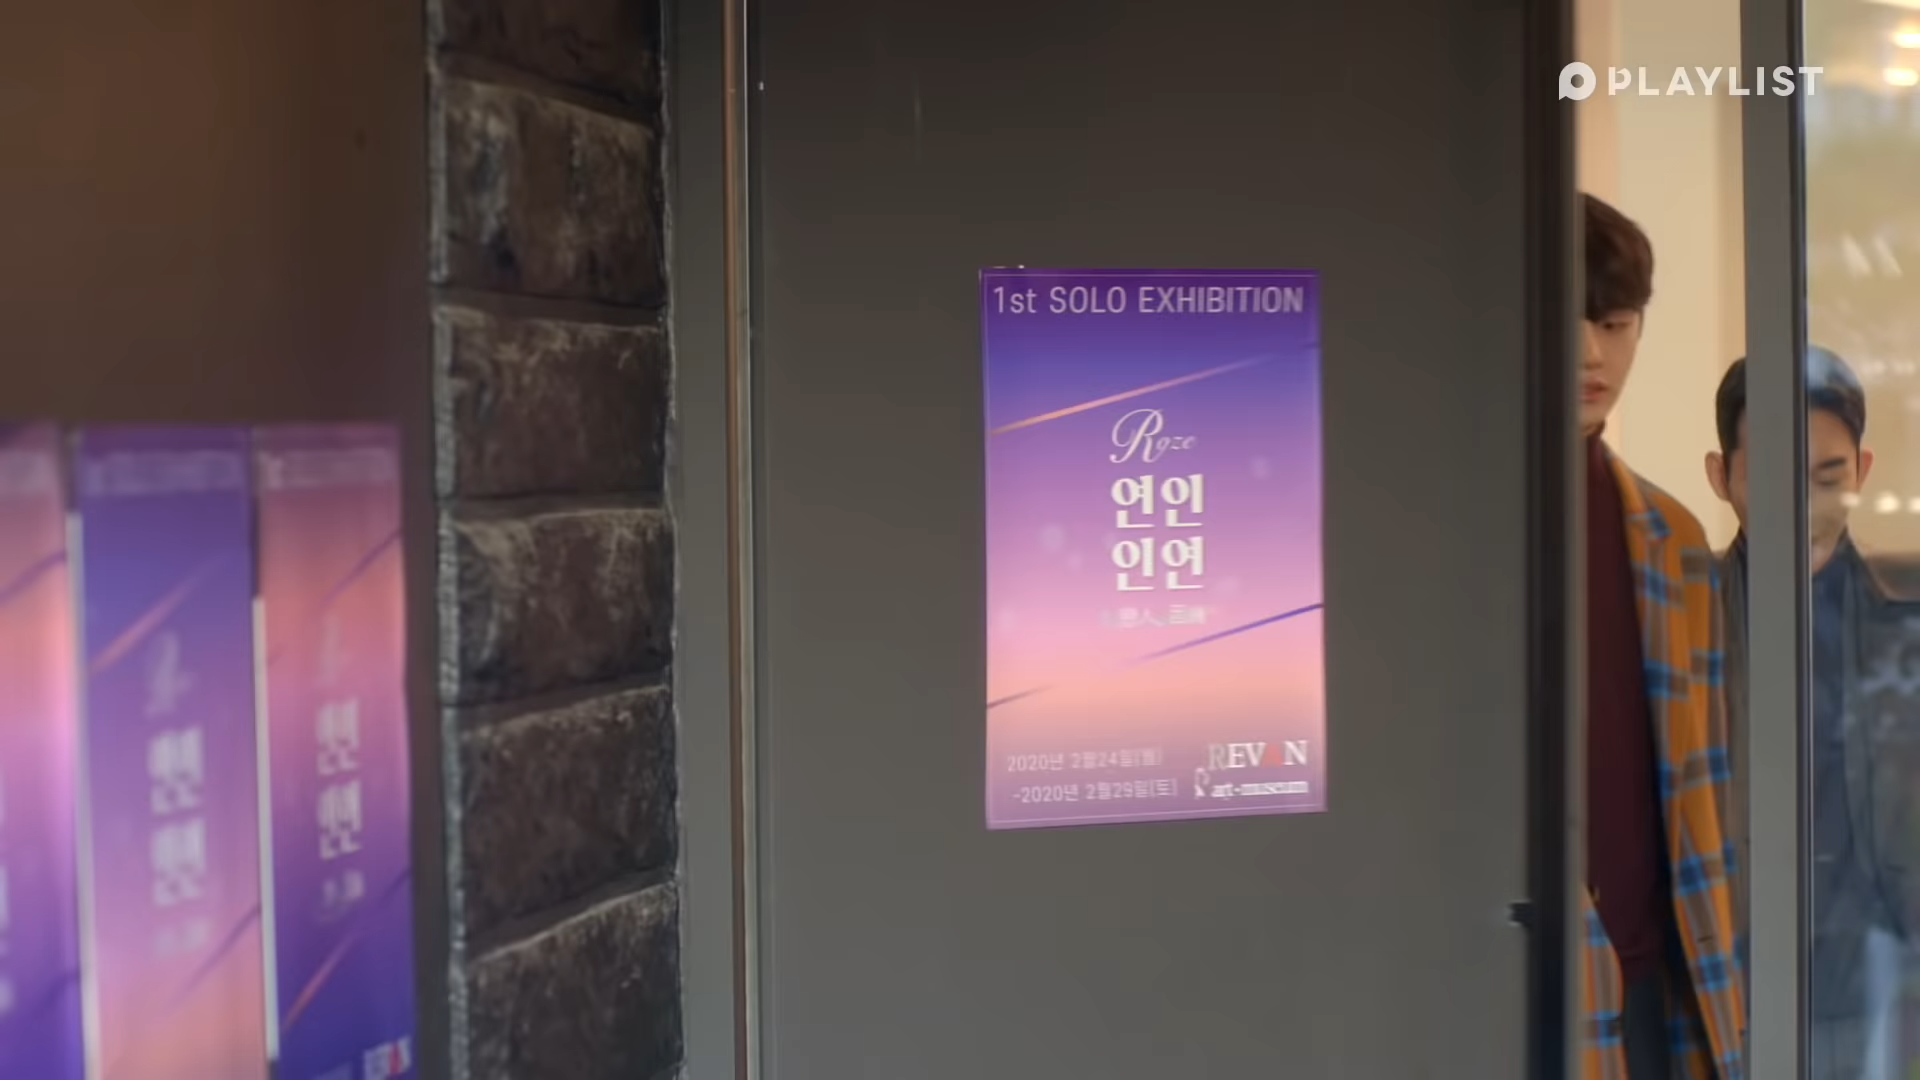 PLAYLIST
1st SOLO EXHIBITION
Roze
연인
인연
2020년 2월24일(월)
-2020년 2월29일(토)
REVAN
art-museum